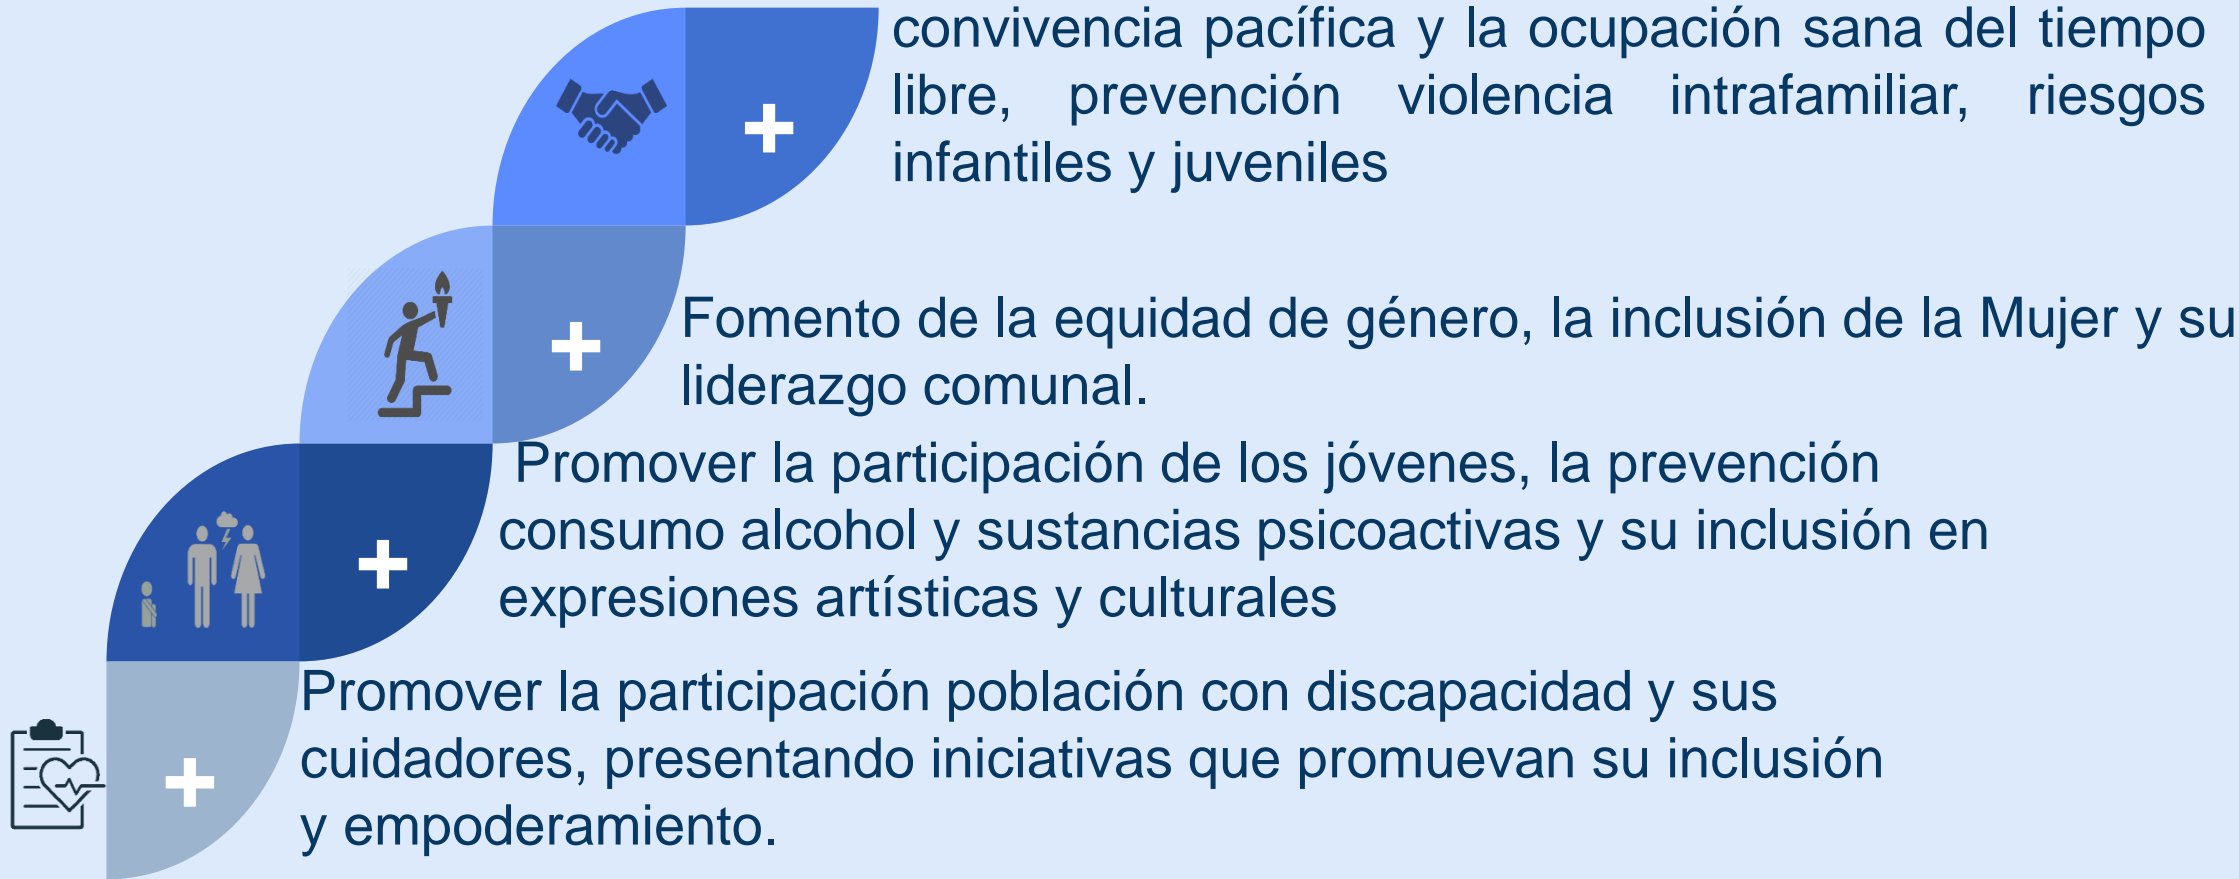 convivencia pacífica y la ocupación sana del tiempo
libre, prevención violencia intrafamiliar, riesgos
infantiles y juveniles
Fomento de la equidad de género, la inclusión de la Mujer y su
liderazgo comunal.
Promover la participación de los jóvenes, la prevención
consumo alcohol y sustancias psicoactivas y su inclusión en
expresiones artísticas y culturales
Promover la participación población con discapacidad y sus
cuidadores, presentando iniciativas que promuevan su inclusión
y empoderamiento.